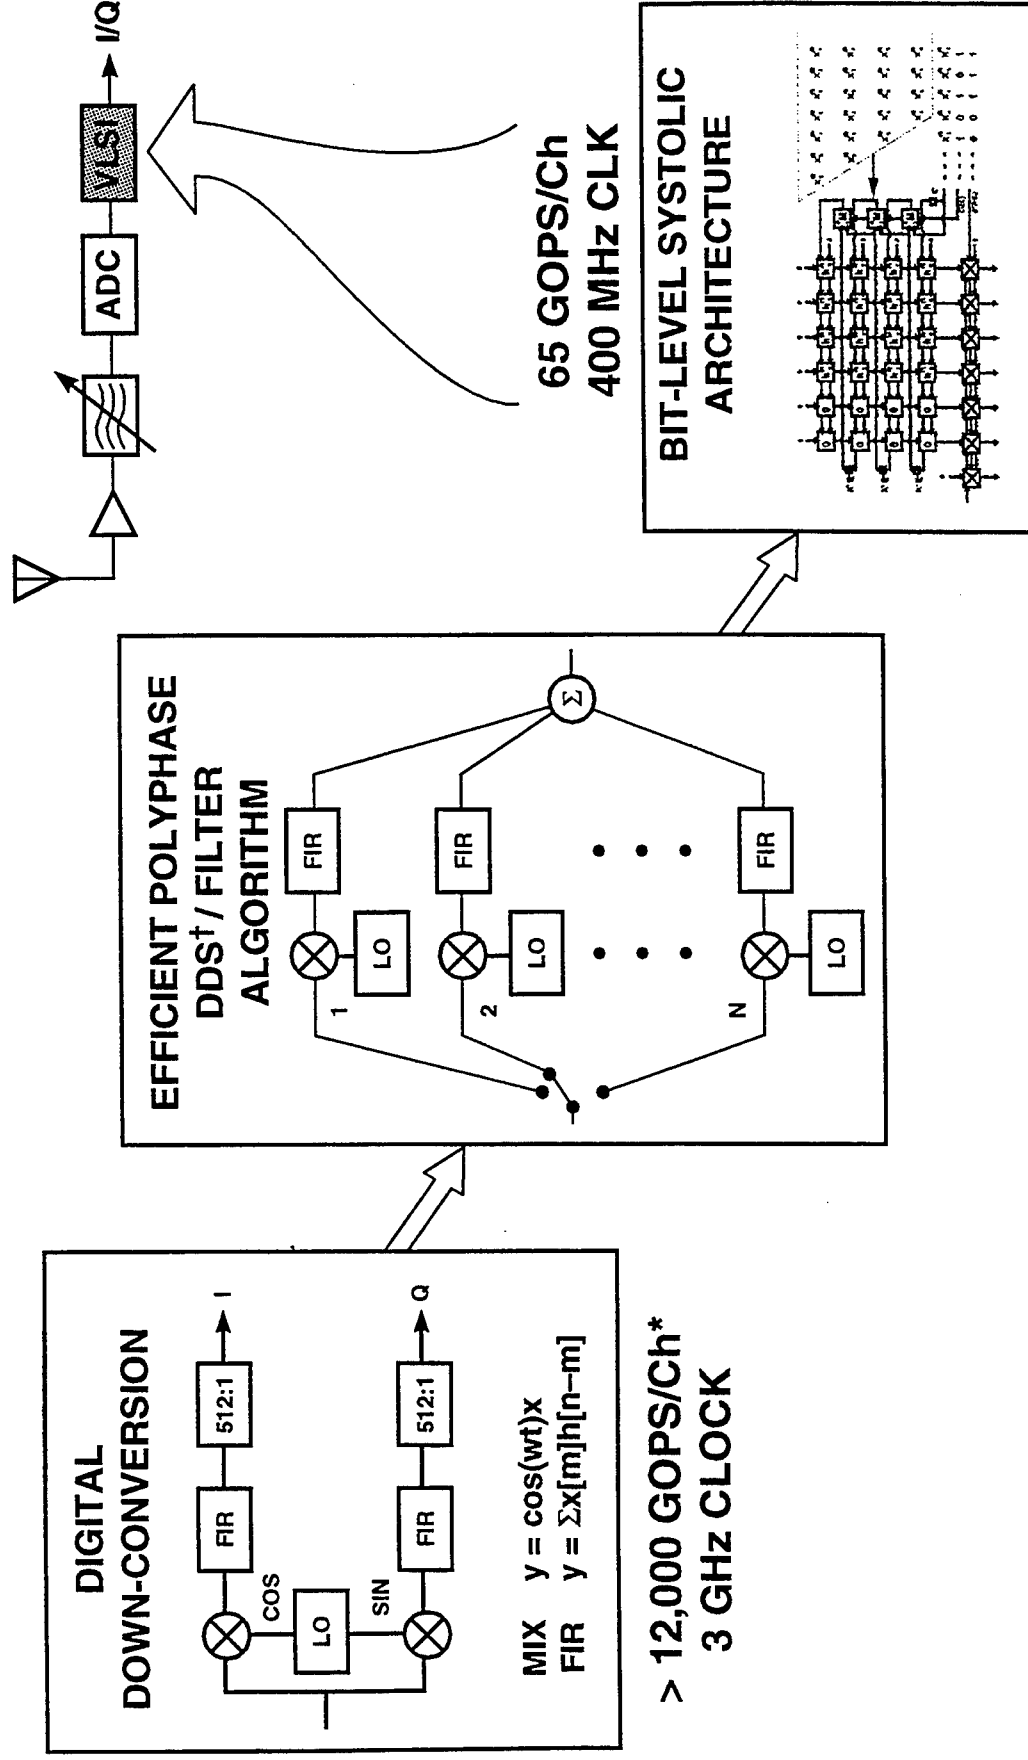 DIGITAL
DOWN-CONVERSION
COS
LO
SIN
FIR
512:1
I
FIR
512:1
Q
MIX y = cos(wt)x
FIR y = Σx[m]h[n–m]
> 12,000 GOPS/Ch*
3 GHz CLOCK
EFFICIENT POLYPHASE
DDS† / FILTER
ALGORITHM
1
LO
FIR
2
LO
FIR
N
LO
FIR
Σ
ADC
VLSI
I/Q
65 GOPS/Ch
400 MHz CLK
BIT-LEVEL SYSTOLIC
ARCHITECTURE